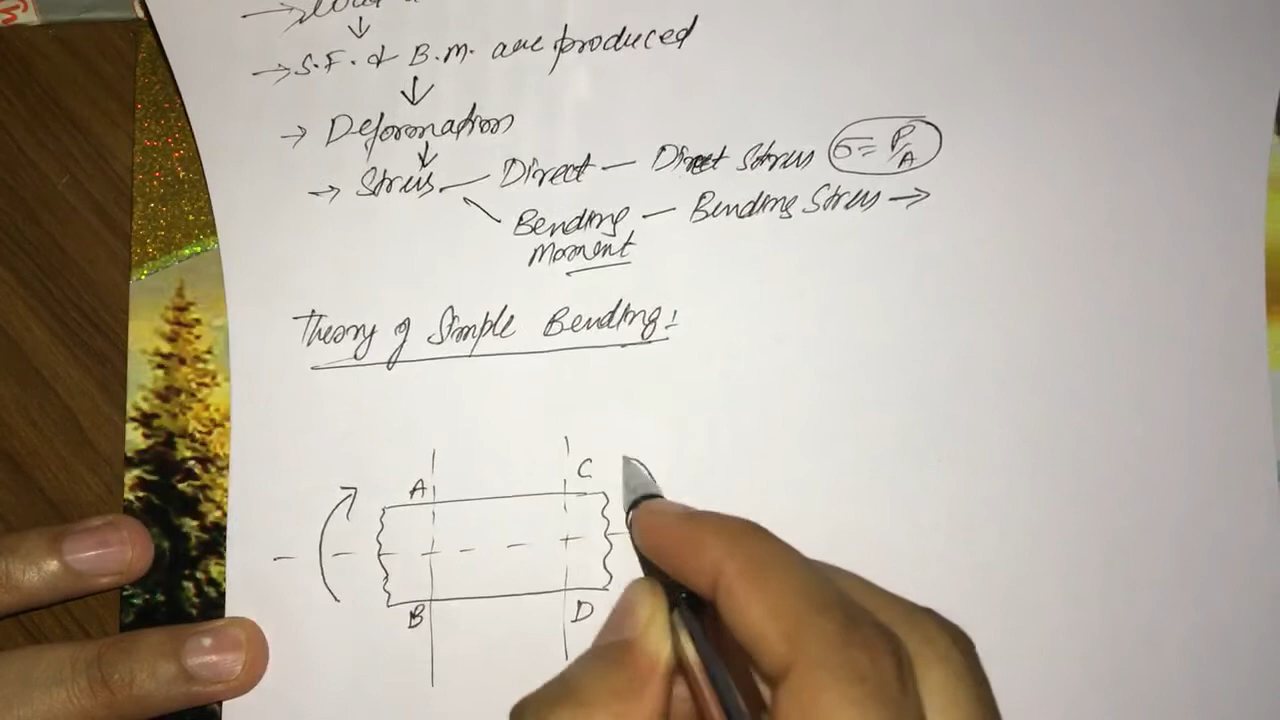 → S.F. & B.M. are produced
→ Deformation
→ Stress — Direct — Direct Stress σ = P/A
Bending Moment — Bending Stress →
Theory of Simple Bending:
A C
B D